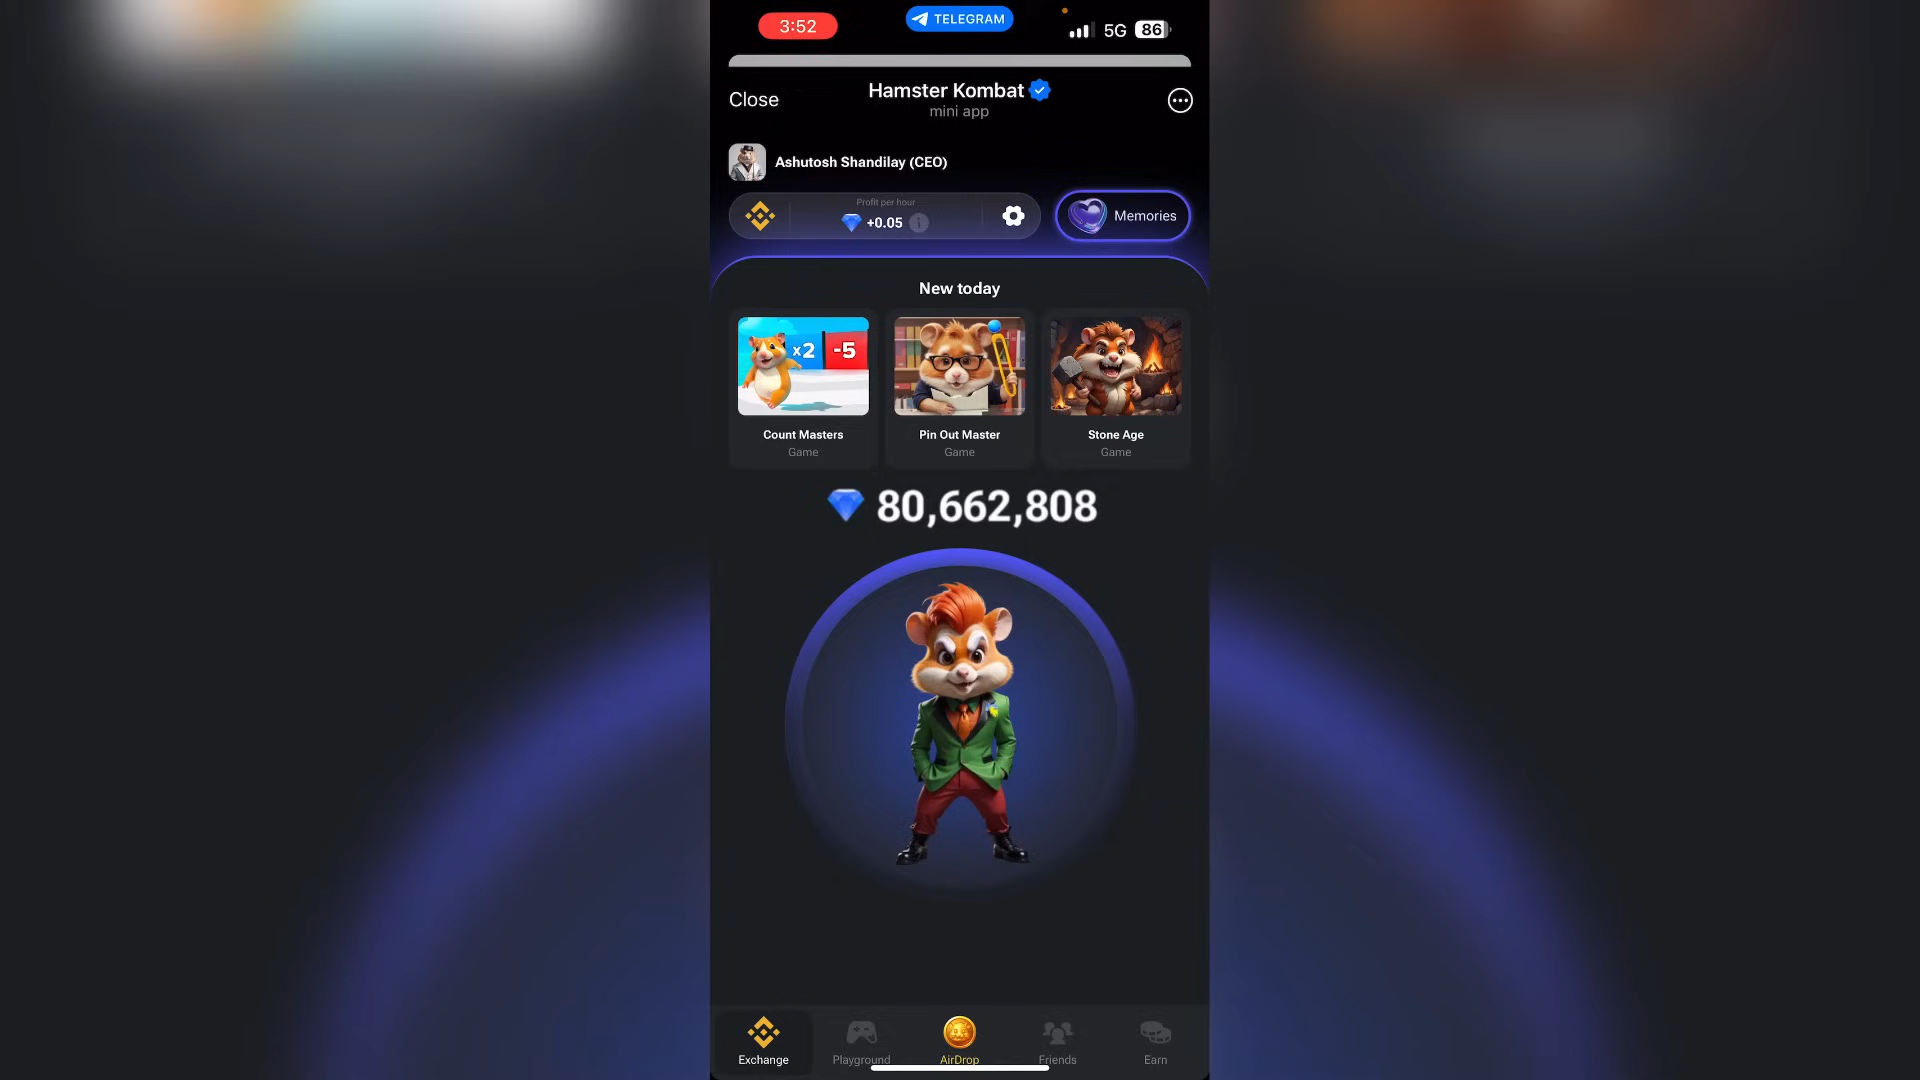 3:52
TELEGRAM
5G 86
Close
Hamster Kombat
mini app
Ashutosh Shandilay (CEO)
Profit per hour
+0.05
Memories
New today
x2 -5
Count Masters
Game
Pin Out Master
Game
Stone Age
Game
80,662,808
Exchange
Playground
AirDrop
Friends
Earn